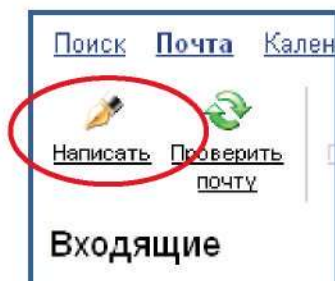 Поиск Почта Кален
Написать Проверить
почту
Входящие